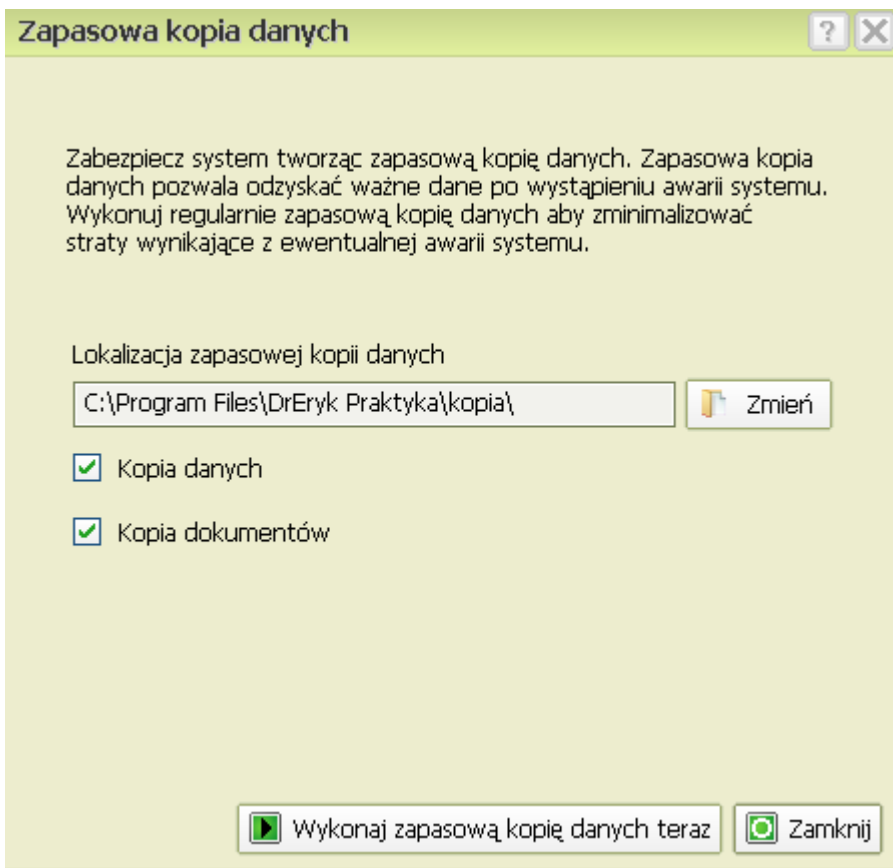 Zapasowa kopia danych
Zabezpiecz system tworząc zapasową kopię danych. Zapasowa kopia
danych pozwala odzyskać ważne dane po wystąpieniu awarii systemu.
Wykonuj regularnie zapasową kopię danych aby zminimalizować
straty wynikające z ewentualnej awarii systemu.
Lokalizacja zapasowej kopii danych
C:\Program Files\DrEryk Praktyka\kopia\ Zmień
Kopia danych
Kopia dokumentów
Wykonaj zapasową kopię danych teraz Zamknij